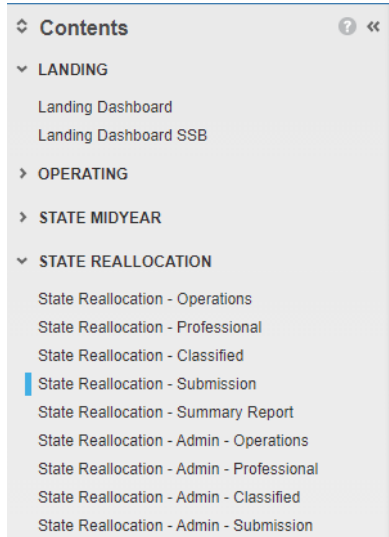 Contents
LANDING
Landing Dashboard
Landing Dashboard SSB
OPERATING
STATE MIDYEAR
STATE REALLOCATION
State Reallocation - Operations
State Reallocation - Professional
State Reallocation - Classified
State Reallocation - Submission
State Reallocation - Summary Report
State Reallocation - Admin - Operations
State Reallocation - Admin - Professional
State Reallocation - Admin - Classified
State Reallocation - Admin - Submission